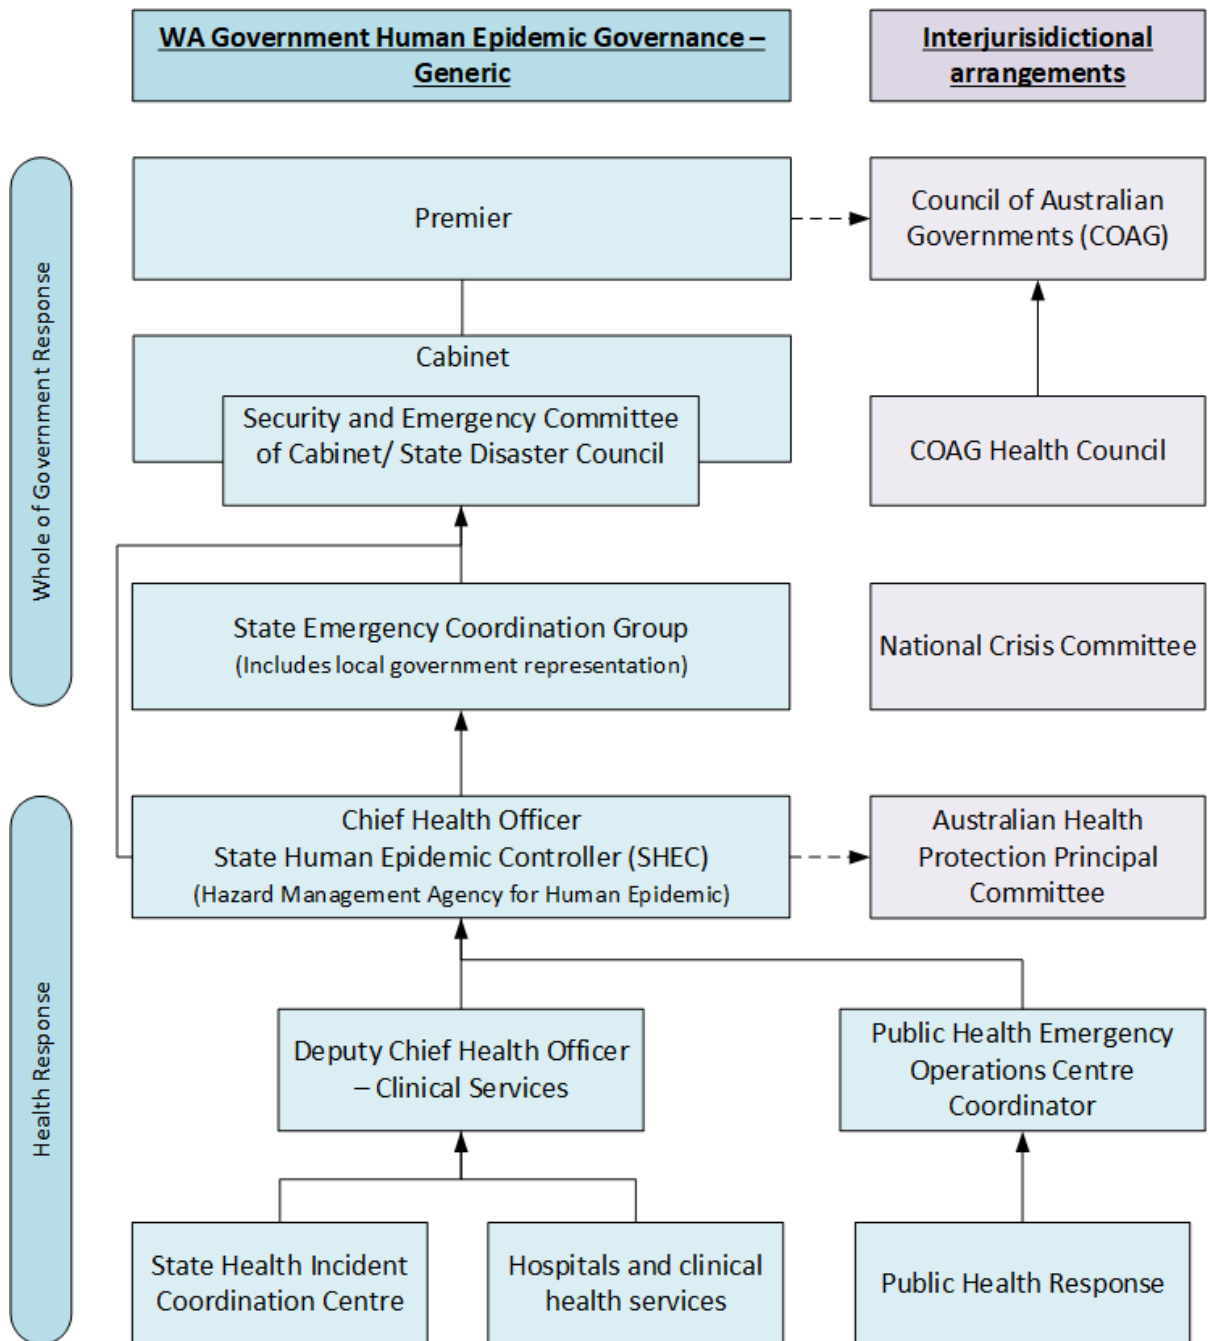 WA Government Human Epidemic Governance –
Generic
Interjurisidictional
arrangements
Whole of Government Response
Premier
Council of Australian
Governments (COAG)
Cabinet
Security and Emergency Committee
of Cabinet/ State Disaster Council
COAG Health Council
State Emergency Coordination Group
(Includes local government representation)
National Crisis Committee
Health Response
Chief Health Officer
State Human Epidemic Controller (SHEC)
(Hazard Management Agency for Human Epidemic)
Australian Health
Protection Principal
Committee
Deputy Chief Health Officer
– Clinical Services
Public Health Emergency
Operations Centre
Coordinator
State Health Incident
Coordination Centre
Hospitals and clinical
health services
Public Health Response